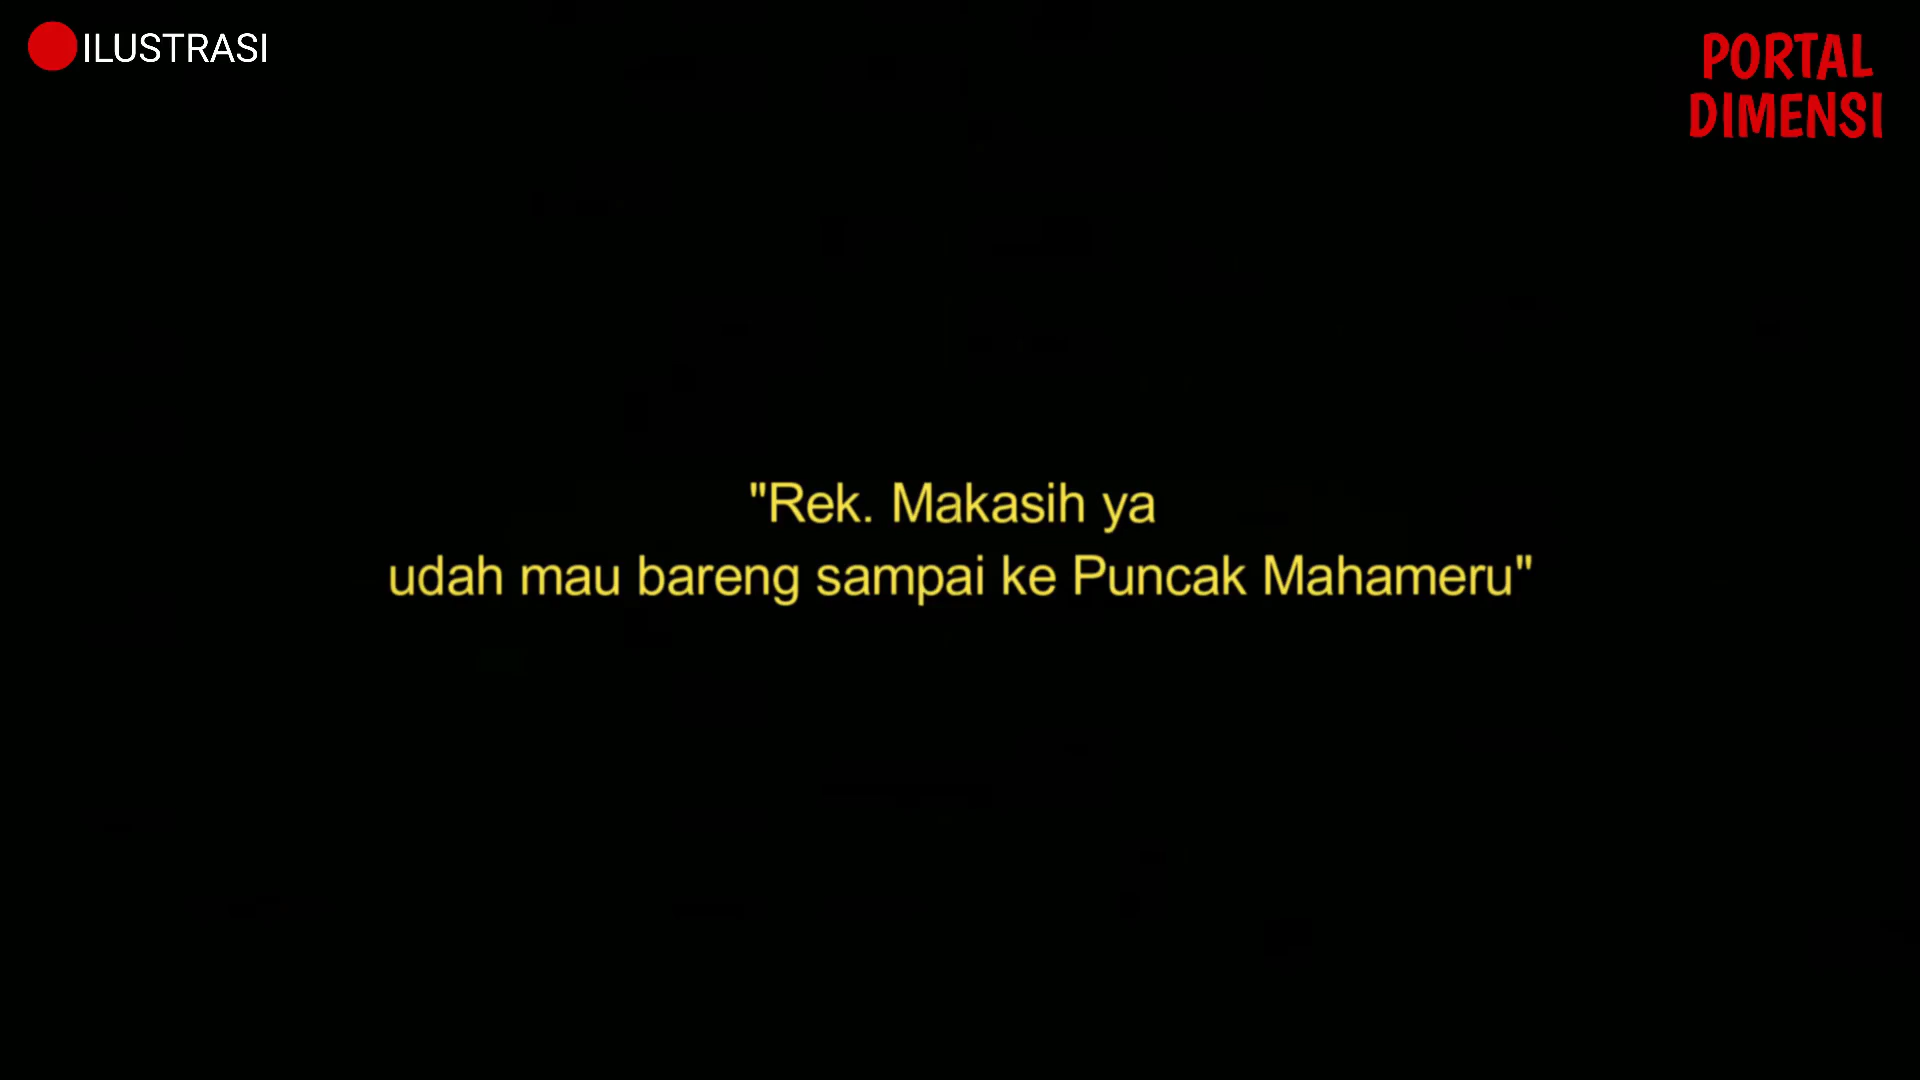 ILUSTRASI
PORTAL
DIMENSI
"Rek. Makasih ya
udah mau bareng sampai ke Puncak Mahameru"